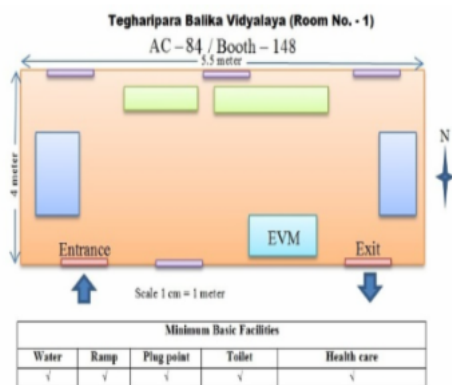 Tegharipara Balika Vidyalaya (Room No. - 1)
AC – 84 / Booth – 148
5.5 meter
4 meter
N
Entrance
EVM
Exit
Scale 1 cm = 1 meter
Minimum Basic Facilities
Water Ramp Plug point Toilet Health care
√ √ √ √ √